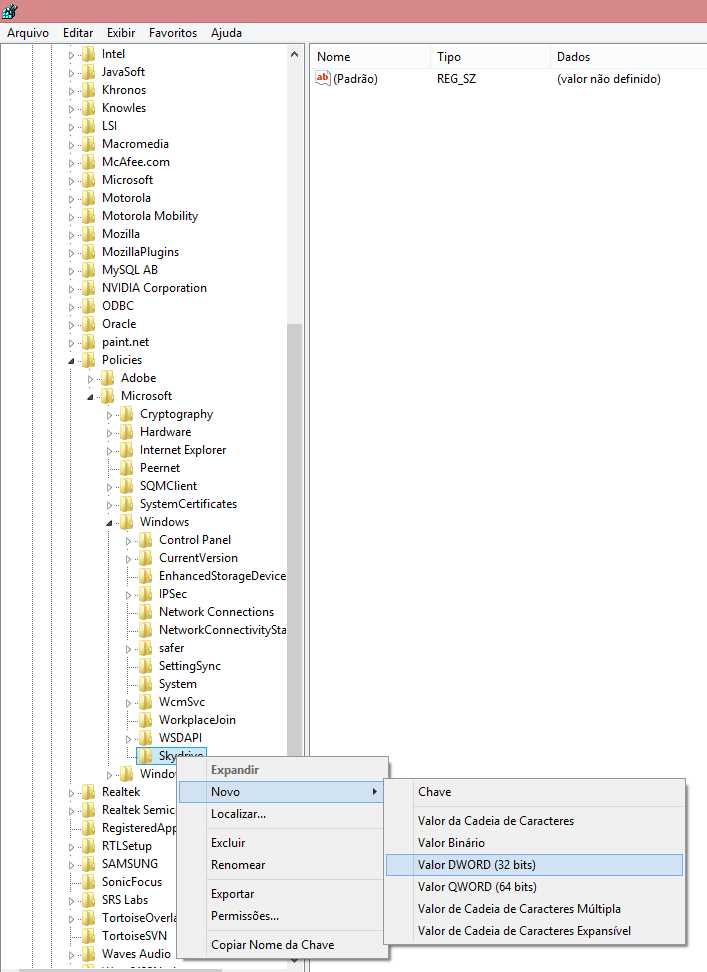 Arquivo Editar Exibir Favoritos Ajuda
Intel
JavaSoft
Khronos
Knowles
LSI
Macromedia
McAfee.com
Microsoft
Motorola
Motorola Mobility
Mozilla
MozillaPlugins
MySQL AB
NVIDIA Corporation
ODBC
Oracle
paint.net
Policies
Adobe
Microsoft
Cryptography
Hardware
Internet Explorer
Peernet
SQMClient
SystemCertificates
Windows
Control Panel
CurrentVersion
EnhancedStorageDevice
IPSec
Network Connections
NetworkConnectivitySta
safer
SettingSync
System
WcmSvc
WorkplaceJoin
WSDAPI
Skydrive
Window
Realtek
Realtek Semic
RegisteredApp
RTLSetup
SAMSUNG
SonicFocus
SRS Labs
TortoiseOverla
TortoiseSVN
Waves Audio
Nome Tipo Dados
ab (Padrão) REG_SZ (valor não definido)
Expandir
Novo
Localizar...
Excluir
Renomear
Exportar
Permissões...
Copiar Nome da Chave
Chave
Valor da Cadeia de Caracteres
Valor Binário
Valor DWORD (32 bits)
Valor QWORD (64 bits)
Valor de Cadeia de Caracteres Múltipla
Valor de Cadeia de Caracteres Expansível